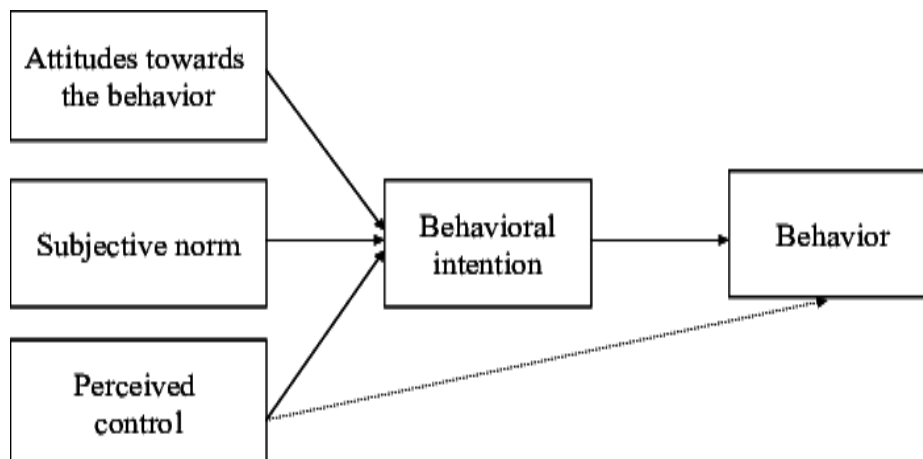 Attitudes towards
the behavior
Subjective norm
Perceived
control
Behavioral
intention
Behavior